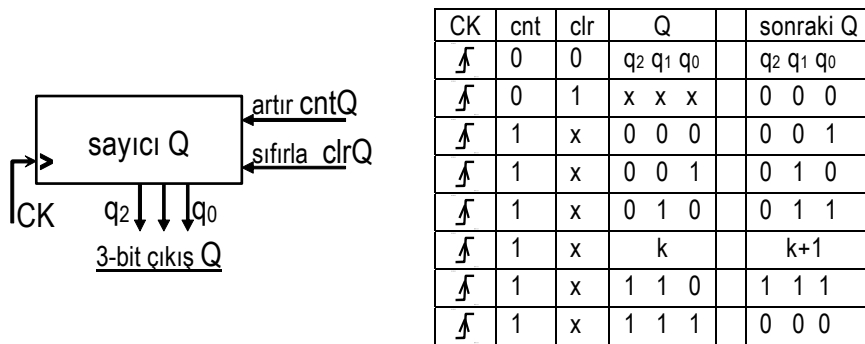 artır cntQ
sayıcı Q
sıfırla clrQ
CK
q2 q0
3-bit çıkış Q
CK cnt clr Q sonraki Q
0 0 q2 q1 q0 q2 q1 q0
0 1 x x x 0 0 0
1 x 0 0 0 0 0 1
1 x 0 0 1 0 1 0
1 x 0 1 0 0 1 1
1 x k k+1
1 x 1 1 0 1 1 1
1 x 1 1 1 0 0 0